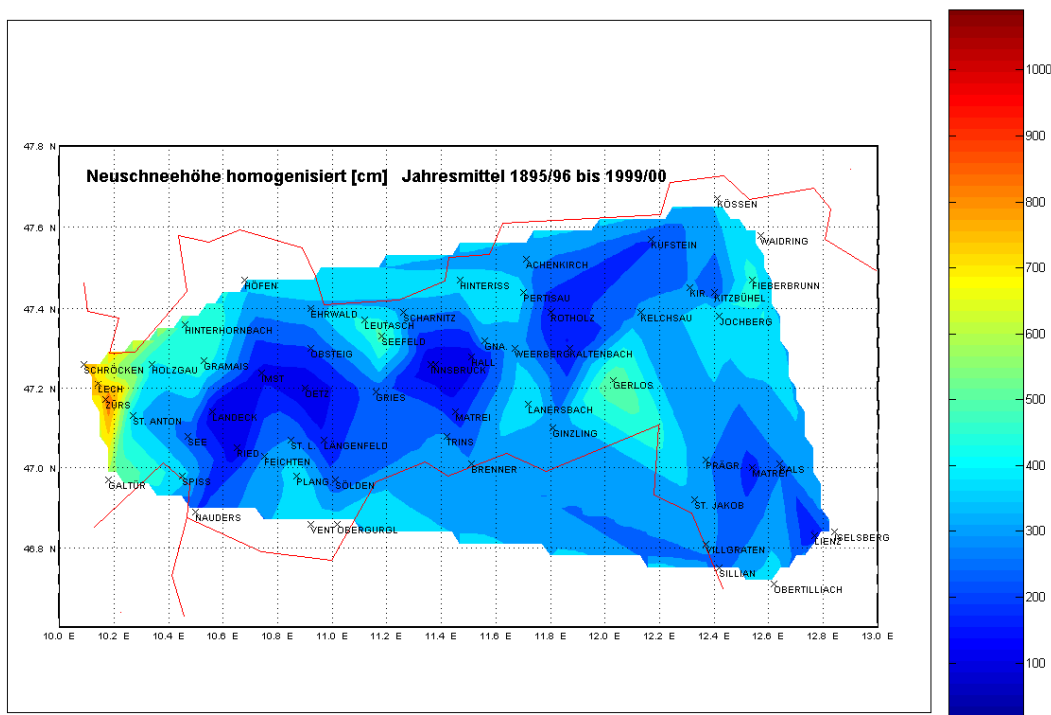 Neuschneehöhe homogenisiert [cm] Jahresmittel 1895/96 bis 1999/00
47.8 N
47.6 N
47.4 N
47.2 N
47.0 N
46.8 N
KÖSSEN
WAIDRING
KUFSTEIN
ACHENKIRCH
HÖFEN
HINTERISS
FIEBERBRUNN
KIR.
KITZBÜHEL
PERTISAU
EHRWALD
SCHARNITZ
ROTHOLZ
KELCHSAU
JOCHBERG
LEUTASCH
HINTERHORNBACH
SEEFELD
GNA.
OBSTEIG
WEERBERG
KALTENBACH
HALL
SCHRÖCKEN
HOLZGAU
GRAMAIS
INNSBRUCK
IMST
LECH
GERLOS
OETZ
GRIES
ZÜRS
LANERSBACH
ST. ANTON
LANDECK
MATREI
GINZLING
SEE
ST. L.
LÄNGENFELD
TRINS
RIED
FEICHTEN
BRENNER
PRÄGR.
MATREI
KALS
GALTÜR
SPISS
PLANG
SÖLDEN
ST. JAKOB
NAUDERS
VENT
OBERGURGL
LIENZ
ISELSBERG
VILLGRATEN
SILLIAN
OBERTILLIACH
10.0 E 10.2 E 10.4 E 10.6 E 10.8 E 11.0 E 11.2 E 11.4 E 11.6 E 11.8 E 12.0 E 12.2 E 12.4 E 12.6 E 12.8 E 13.0 E
1000
900
800
700
600
500
400
300
200
100